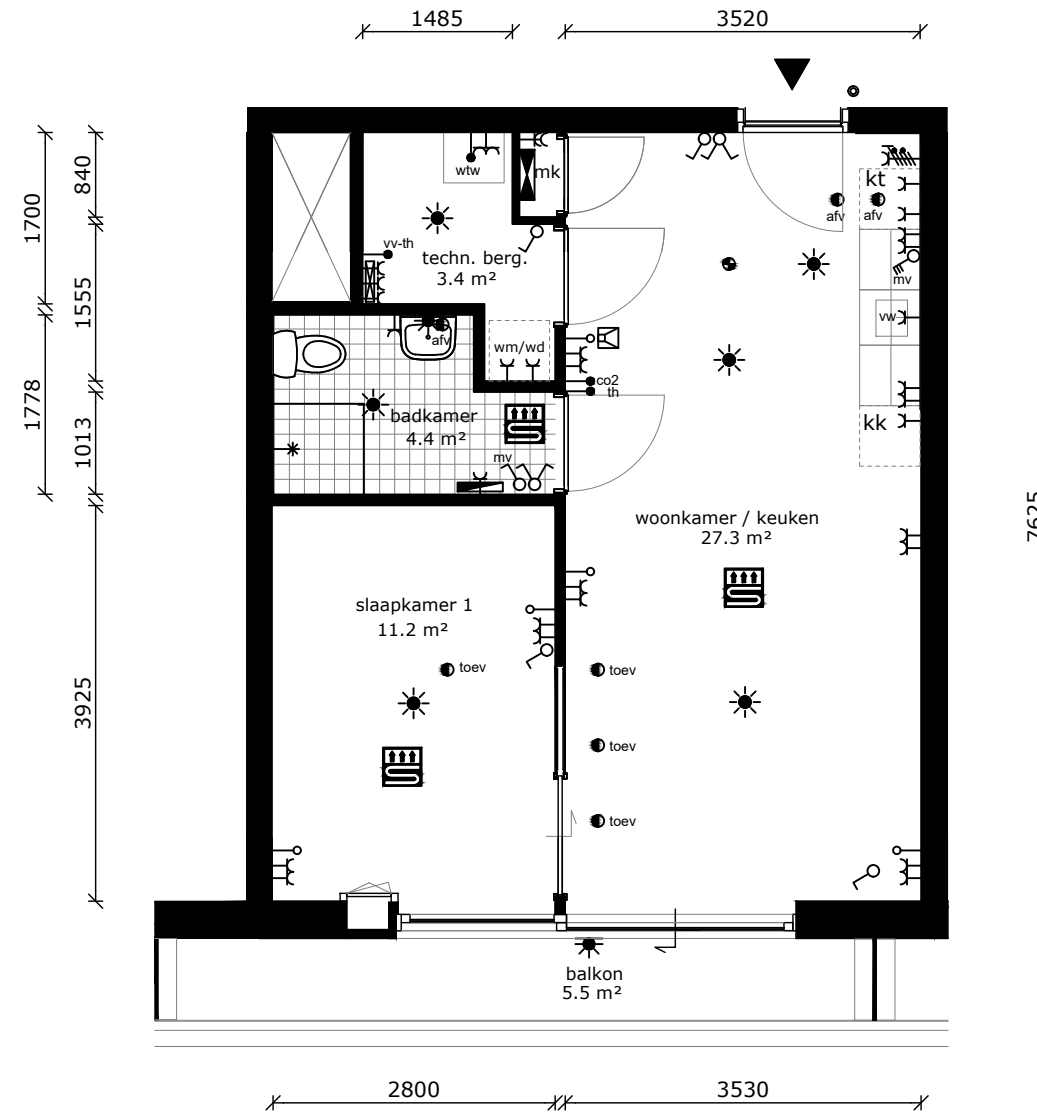 1485
3520
840
1700
1555
1778
1013
3925
7625
wtw
mk
kt
afv
afv
vv-th
techn. berg.
3.4 m²
mv
vw
afv
wm/wd
co2
th
badkamer
4.4 m²
kk
mv
woonkamer / keuken
27.3 m²
slaapkamer 1
11.2 m²
toev
toev
toev
toev
balkon
5.5 m²
2800
3530